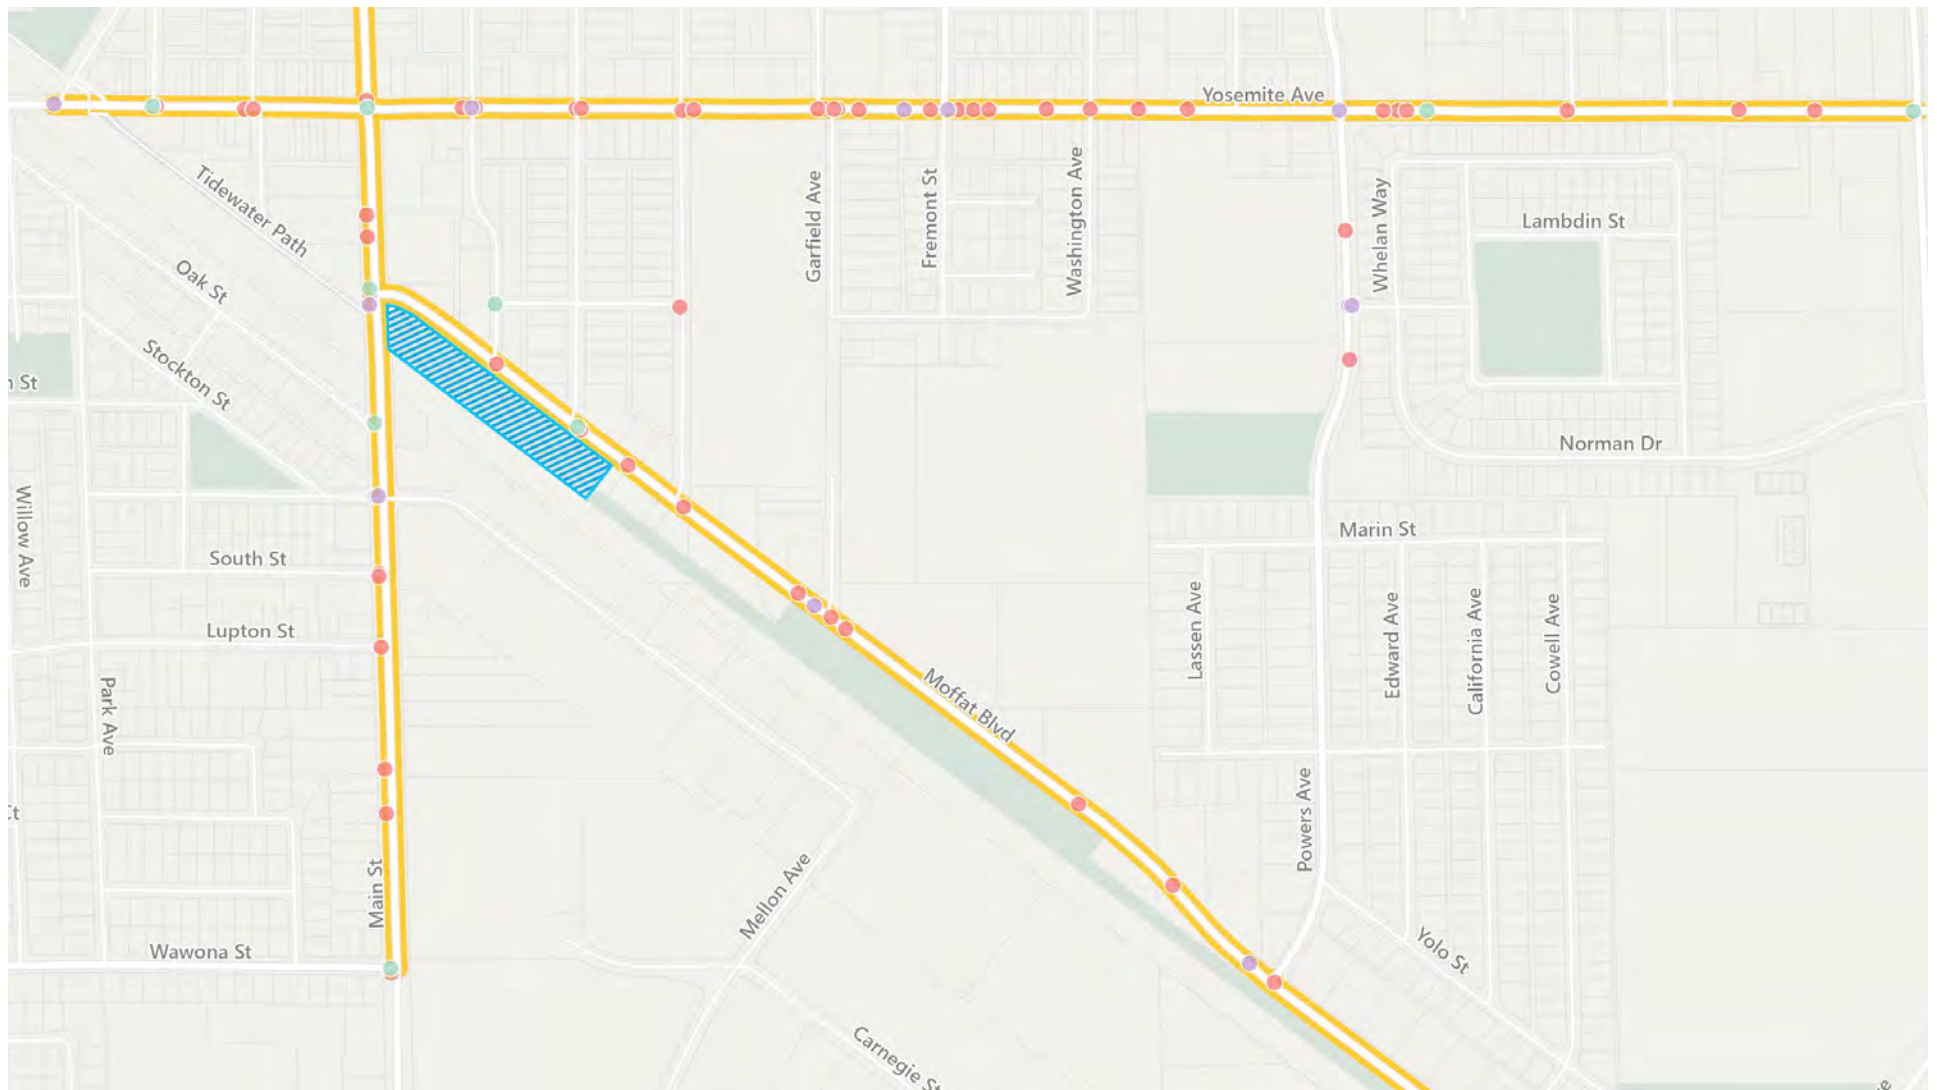 Yosemite Ave
Tidewater Path
Garfield Ave
Fremont St
Washington Ave
Whelan Way
Lambdin St
Oak St
Stockton St
n St
Norman Dr
Willow Ave
Marin St
South St
Lassen Ave
Edward Ave
California Ave
Cowell Ave
Lupton St
Park Ave
Moffat Blvd
Powers Ave
Main St
Mellon Ave
Wawona St
Yolo St
Carnegie St